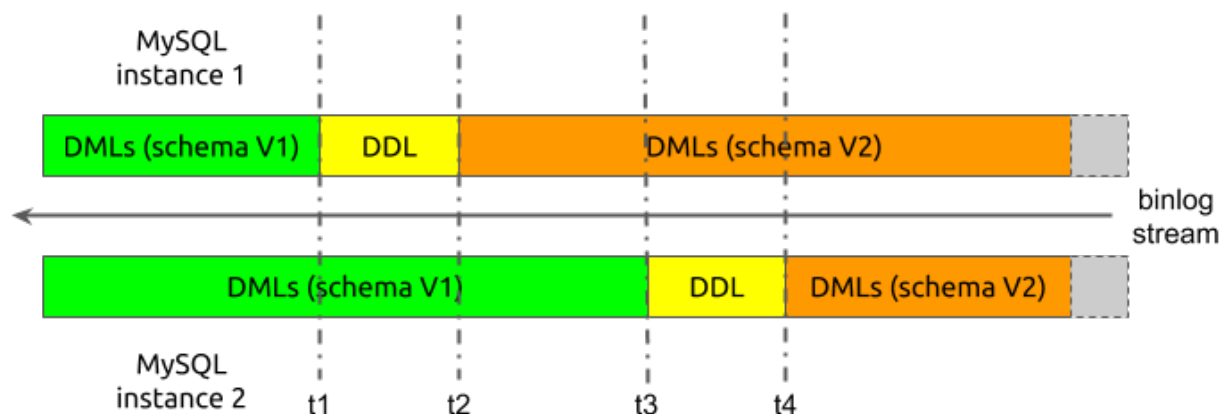 MySQL
instance 1
DMLs (schema V1) DDL DMLs (schema V2)
binlog
stream
DMLs (schema V1) DDL DMLs (schema V2)
MySQL
instance 2
t1 t2 t3 t4